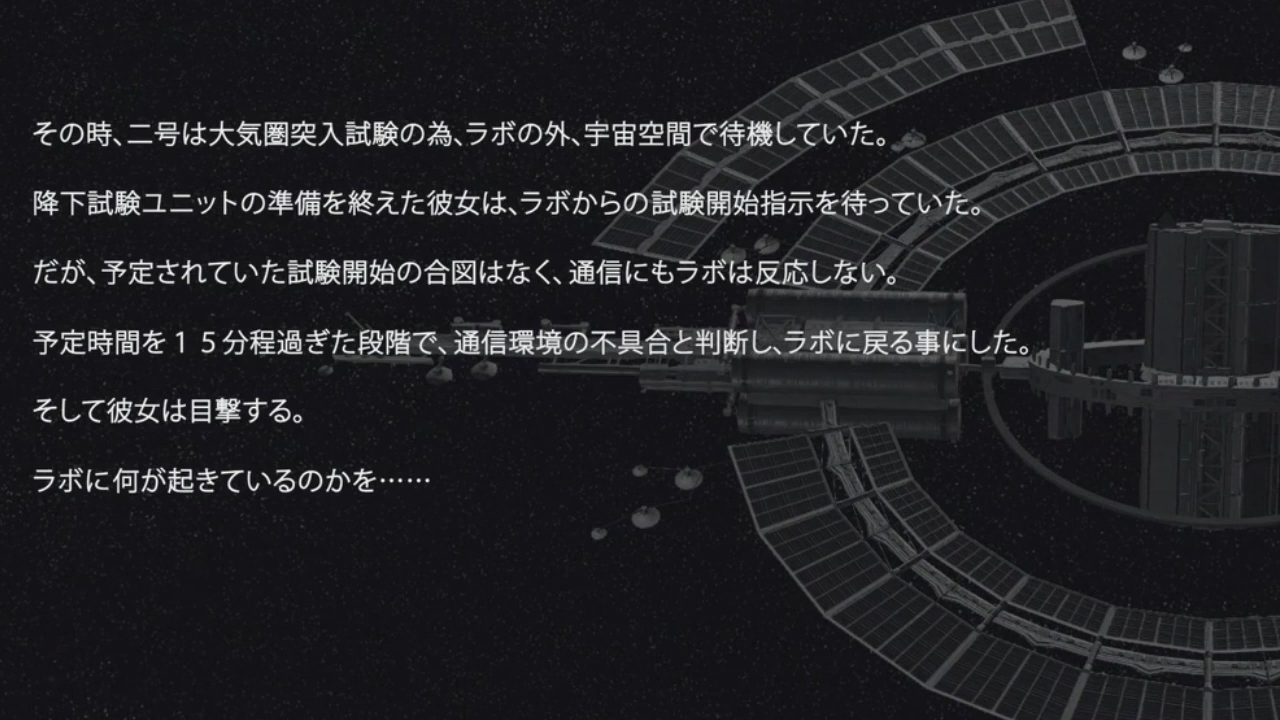 その時、二号は大気圏突入試験の為、ラボの外、宇宙空間で待機していた。
降下試験ユニットの準備を終えた彼女は、ラボからの試験開始指示を待っていた。
だが、予定されていた試験開始の合図はなく、通信にもラボは反応しない。
予定時間を１５分程過ぎた段階で、通信環境の不具合と判断し、ラボに戻る事にした。
そして彼女は目撃する。
ラボに何が起きているのかを……